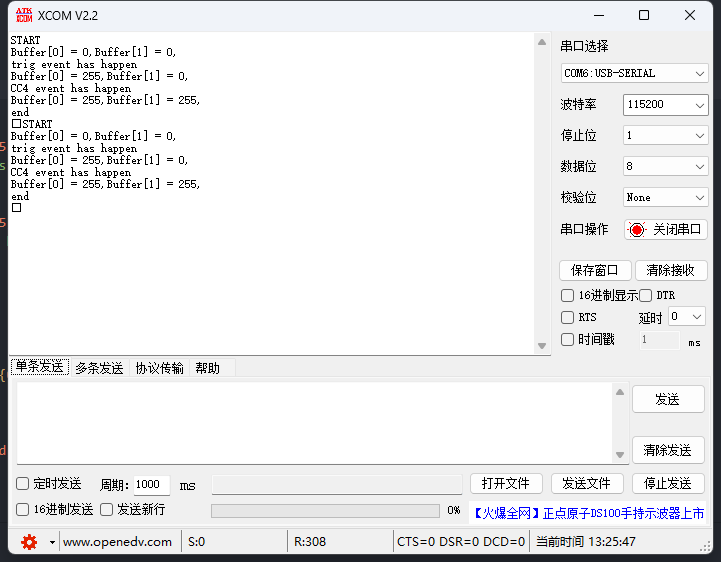 ATK XCOM XCOM V2.2
START
Buffer[0] = 0,Buffer[1] = 0,
trig event has happen
Buffer[0] = 255,Buffer[1] = 0,
CC4 event has happen
Buffer[0] = 255,Buffer[1] = 255,
end
□START
Buffer[0] = 0,Buffer[1] = 0,
trig event has happen
Buffer[0] = 255,Buffer[1] = 0,
CC4 event has happen
Buffer[0] = 255,Buffer[1] = 255,
end
□
串口选择
COM6:USB-SERIAL
波特率 115200
停止位 1
数据位 8
校验位 None
串口操作 关闭串口
保存窗口 清除接收
16进制显示 DTR
RTS 延时 0
时间戳 1 ms
单条发送 多条发送 协议传输 帮助
发送
清除发送
定时发送 周期: 1000 ms 打开文件 发送文件 停止发送
16进制发送 发送新行 0% 【火爆全网】正点原子DS100手持示波器上市
www.openedv.com S:0 R:308 CTS=0 DSR=0 DCD=0 当前时间 13:25:47
5
s
5
{
d